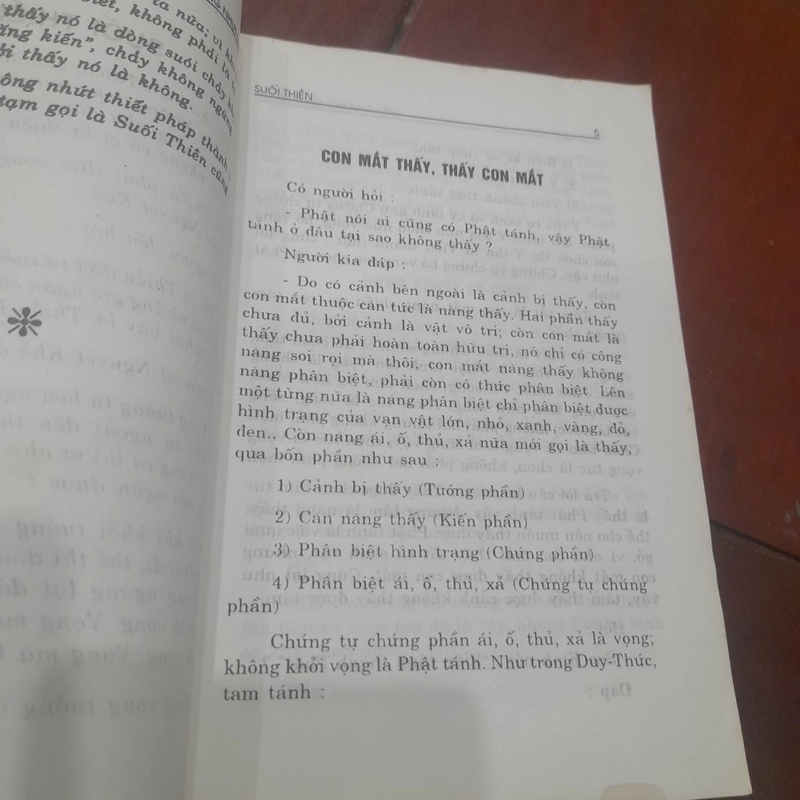 ta nữa; vì
không phải là
thấy nó là dòng suối chảy
kiến", chảy không ngừng
thấy nó là không.
nhứt thiết pháp thành
tạm gọi là Suối Thiền cũng
SUỐI THIỀN
5
CON MẮT THẤY, THẤY CON MẮT
Có người hỏi :
- Phật nói ai cũng có Phật tánh, vậy Phật
tánh ở đâu tại sao không thấy ?
Người kia đáp :
- Do có cảnh bên ngoài là cảnh bị thấy, còn
con mắt thuộc căn tức là năng thấy. Hai phần thấy
chưa đủ, bởi cảnh là vật vô tri; còn con mắt là
thấy chưa phải hoàn toàn hữu tri, nó chỉ có công
năng soi rọi mà thôi, con mắt năng thấy không
năng phân biệt, phải còn có thức phân biệt. Lên
một từng nữa là năng phân biệt chỉ phân biệt được
hình trạng của vạn vật lớn, nhỏ, xanh, vàng, đỏ,
đen.. Còn năng ái, ố, thủ, xả nữa mới gọi là thấy,
qua bốn phần như sau :
1) Cảnh bị thấy (Tướng phần)
2) Căn năng thấy (Kiến phần)
3) Phân biệt hình trạng (Chứng phần)
4) Phân biệt ái, ố, thủ, xả (Chứng tự chứng
phần)
Chứng tự chứng phần ái, ố, thủ, xả là vọng;
không khởi vọng là Phật tánh. Như trong Duy-Thức,
tam tánh :